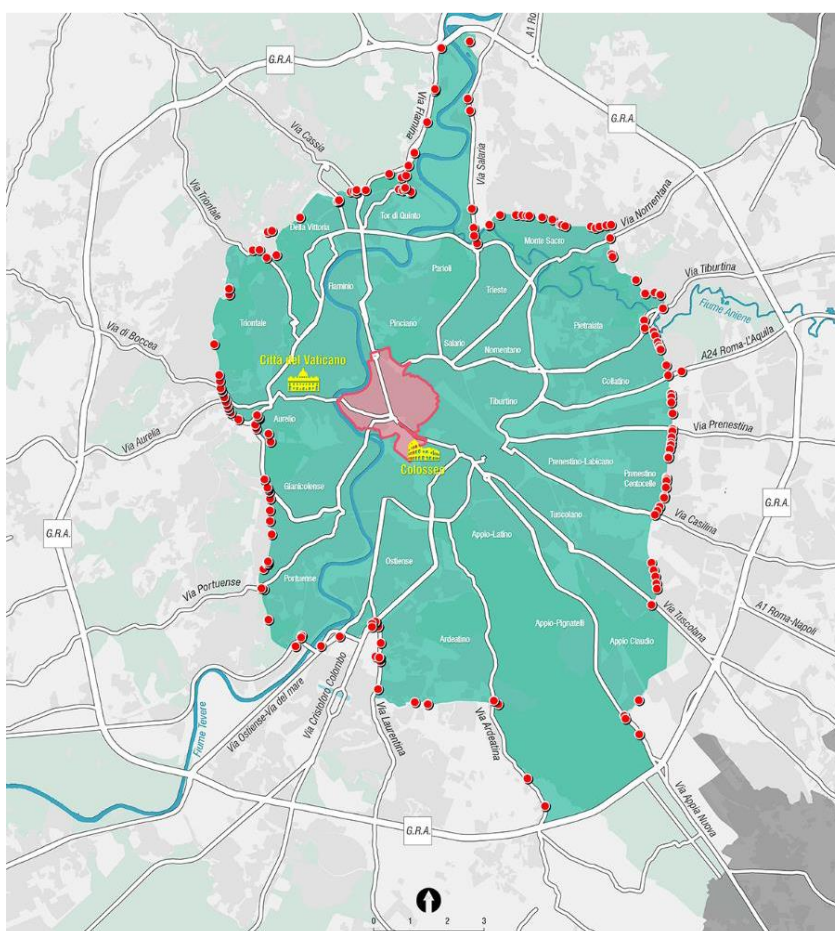 A1 Ro
G.R.A.
G.R.A.
Via Flaminia
Via Cassia
Via Salaria
Via Trionfale
Via Nomentana
Della Vittoria
Tor di Quinto
Monte Sacro
Via Tiburtina
Flaminio
Parioli
Trieste
Fiume Aniene
Trionfale
Pinciano
Pietralata
Via di Boccea
Salario
Nomentano
A24 Roma-L'Aquila
Città del Vaticano
Collatino
Tiburtino
Via Aurelia
Aurelio
Via Prenestina
Colosses
Prenestino-Labicano
Prenestino
Centocelle
Gianicolense
G.R.A.
Tuscolano
Via Casilina
G.R.A.
Appio-Latino
Ostiense
Via Portuense
Portuense
Appio-Pignatelli
Via Tuscolana
A1 Roma-Napoli
Ardeatino
Appio Claudio
Fiume Tevere
Via Ostiense-Via del mare
Via Cristoforo Colombo
Via Laurentina
Via Ardeatina
Via Appia Nuova
G.R.A.
0 1 2 3